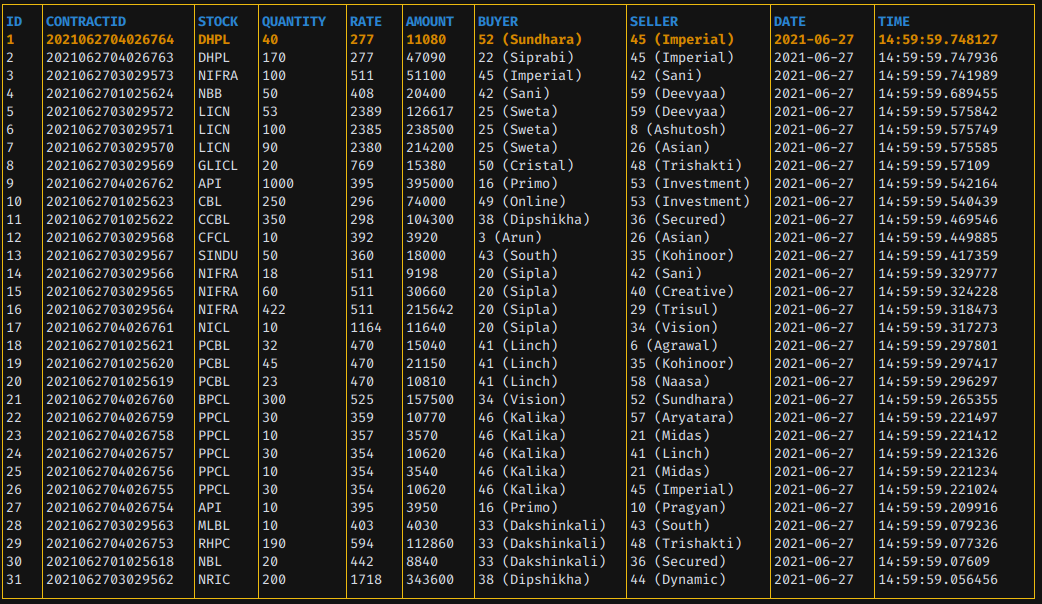 ID CONTRACTID STOCK QUANTITY RATE AMOUNT BUYER SELLER DATE TIME
1 2021062704026764 DHPL 40 277 11080 52 (Sundhara) 45 (Imperial) 2021-06-27 14:59:59.748127
2 2021062704026763 DHPL 170 277 47090 22 (Siprabi) 45 (Imperial) 2021-06-27 14:59:59.747936
3 2021062703029573 NIFRA 100 511 51100 45 (Imperial) 42 (Sani) 2021-06-27 14:59:59.741989
4 2021062701025624 NBB 50 408 20400 42 (Sani) 59 (Deevyaa) 2021-06-27 14:59:59.689455
5 2021062703029572 LICN 53 2389 126617 25 (Sweta) 59 (Deevyaa) 2021-06-27 14:59:59.575842
6 2021062703029571 LICN 100 2385 238500 25 (Sweta) 8 (Ashutosh) 2021-06-27 14:59:59.575749
7 2021062703029570 LICN 90 2380 214200 25 (Sweta) 26 (Asian) 2021-06-27 14:59:59.575585
8 2021062703029569 GLICL 20 769 15380 50 (Cristal) 48 (Trishakti) 2021-06-27 14:59:59.57109
9 2021062704026762 API 1000 395 395000 16 (Primo) 53 (Investment) 2021-06-27 14:59:59.542164
10 2021062701025623 CBL 250 296 74000 49 (Online) 53 (Investment) 2021-06-27 14:59:59.540439
11 2021062701025622 CCBL 350 298 104300 38 (Dipshikha) 36 (Secured) 2021-06-27 14:59:59.469546
12 2021062703029568 CFCL 10 392 3920 3 (Arun) 26 (Asian) 2021-06-27 14:59:59.449885
13 2021062703029567 SINDU 50 360 18000 43 (South) 35 (Kohinoor) 2021-06-27 14:59:59.417359
14 2021062703029566 NIFRA 18 511 9198 20 (Sipla) 42 (Sani) 2021-06-27 14:59:59.329777
15 2021062703029565 NIFRA 60 511 30660 20 (Sipla) 40 (Creative) 2021-06-27 14:59:59.324228
16 2021062703029564 NIFRA 422 511 215642 20 (Sipla) 29 (Trisul) 2021-06-27 14:59:59.318473
17 2021062704026761 NICL 10 1164 11640 20 (Sipla) 34 (Vision) 2021-06-27 14:59:59.317273
18 2021062701025621 PCBL 32 470 15040 41 (Linch) 6 (Agrawal) 2021-06-27 14:59:59.297801
19 2021062701025620 PCBL 45 470 21150 41 (Linch) 35 (Kohinoor) 2021-06-27 14:59:59.297417
20 2021062701025619 PCBL 23 470 10810 41 (Linch) 58 (Naasa) 2021-06-27 14:59:59.296297
21 2021062704026760 BPCL 300 525 157500 34 (Vision) 52 (Sundhara) 2021-06-27 14:59:59.265355
22 2021062704026759 PPCL 30 359 10770 46 (Kalika) 57 (Aryatara) 2021-06-27 14:59:59.221497
23 2021062704026758 PPCL 10 357 3570 46 (Kalika) 21 (Midas) 2021-06-27 14:59:59.221412
24 2021062704026757 PPCL 30 354 10620 46 (Kalika) 41 (Linch) 2021-06-27 14:59:59.221326
25 2021062704026756 PPCL 10 354 3540 46 (Kalika) 21 (Midas) 2021-06-27 14:59:59.221234
26 2021062704026755 PPCL 30 354 10620 46 (Kalika) 45 (Imperial) 2021-06-27 14:59:59.221024
27 2021062704026754 API 10 395 3950 16 (Primo) 10 (Pragyan) 2021-06-27 14:59:59.209916
28 2021062703029563 MLBL 10 403 4030 33 (Dakshinkali) 43 (South) 2021-06-27 14:59:59.079236
29 2021062704026753 RHPC 190 594 112860 33 (Dakshinkali) 48 (Trishakti) 2021-06-27 14:59:59.077326
30 2021062701025618 NBL 20 442 8840 33 (Dakshinkali) 36 (Secured) 2021-06-27 14:59:59.07609
31 2021062703029562 NRIC 200 1718 343600 38 (Dipshikha) 44 (Dynamic) 2021-06-27 14:59:59.056456